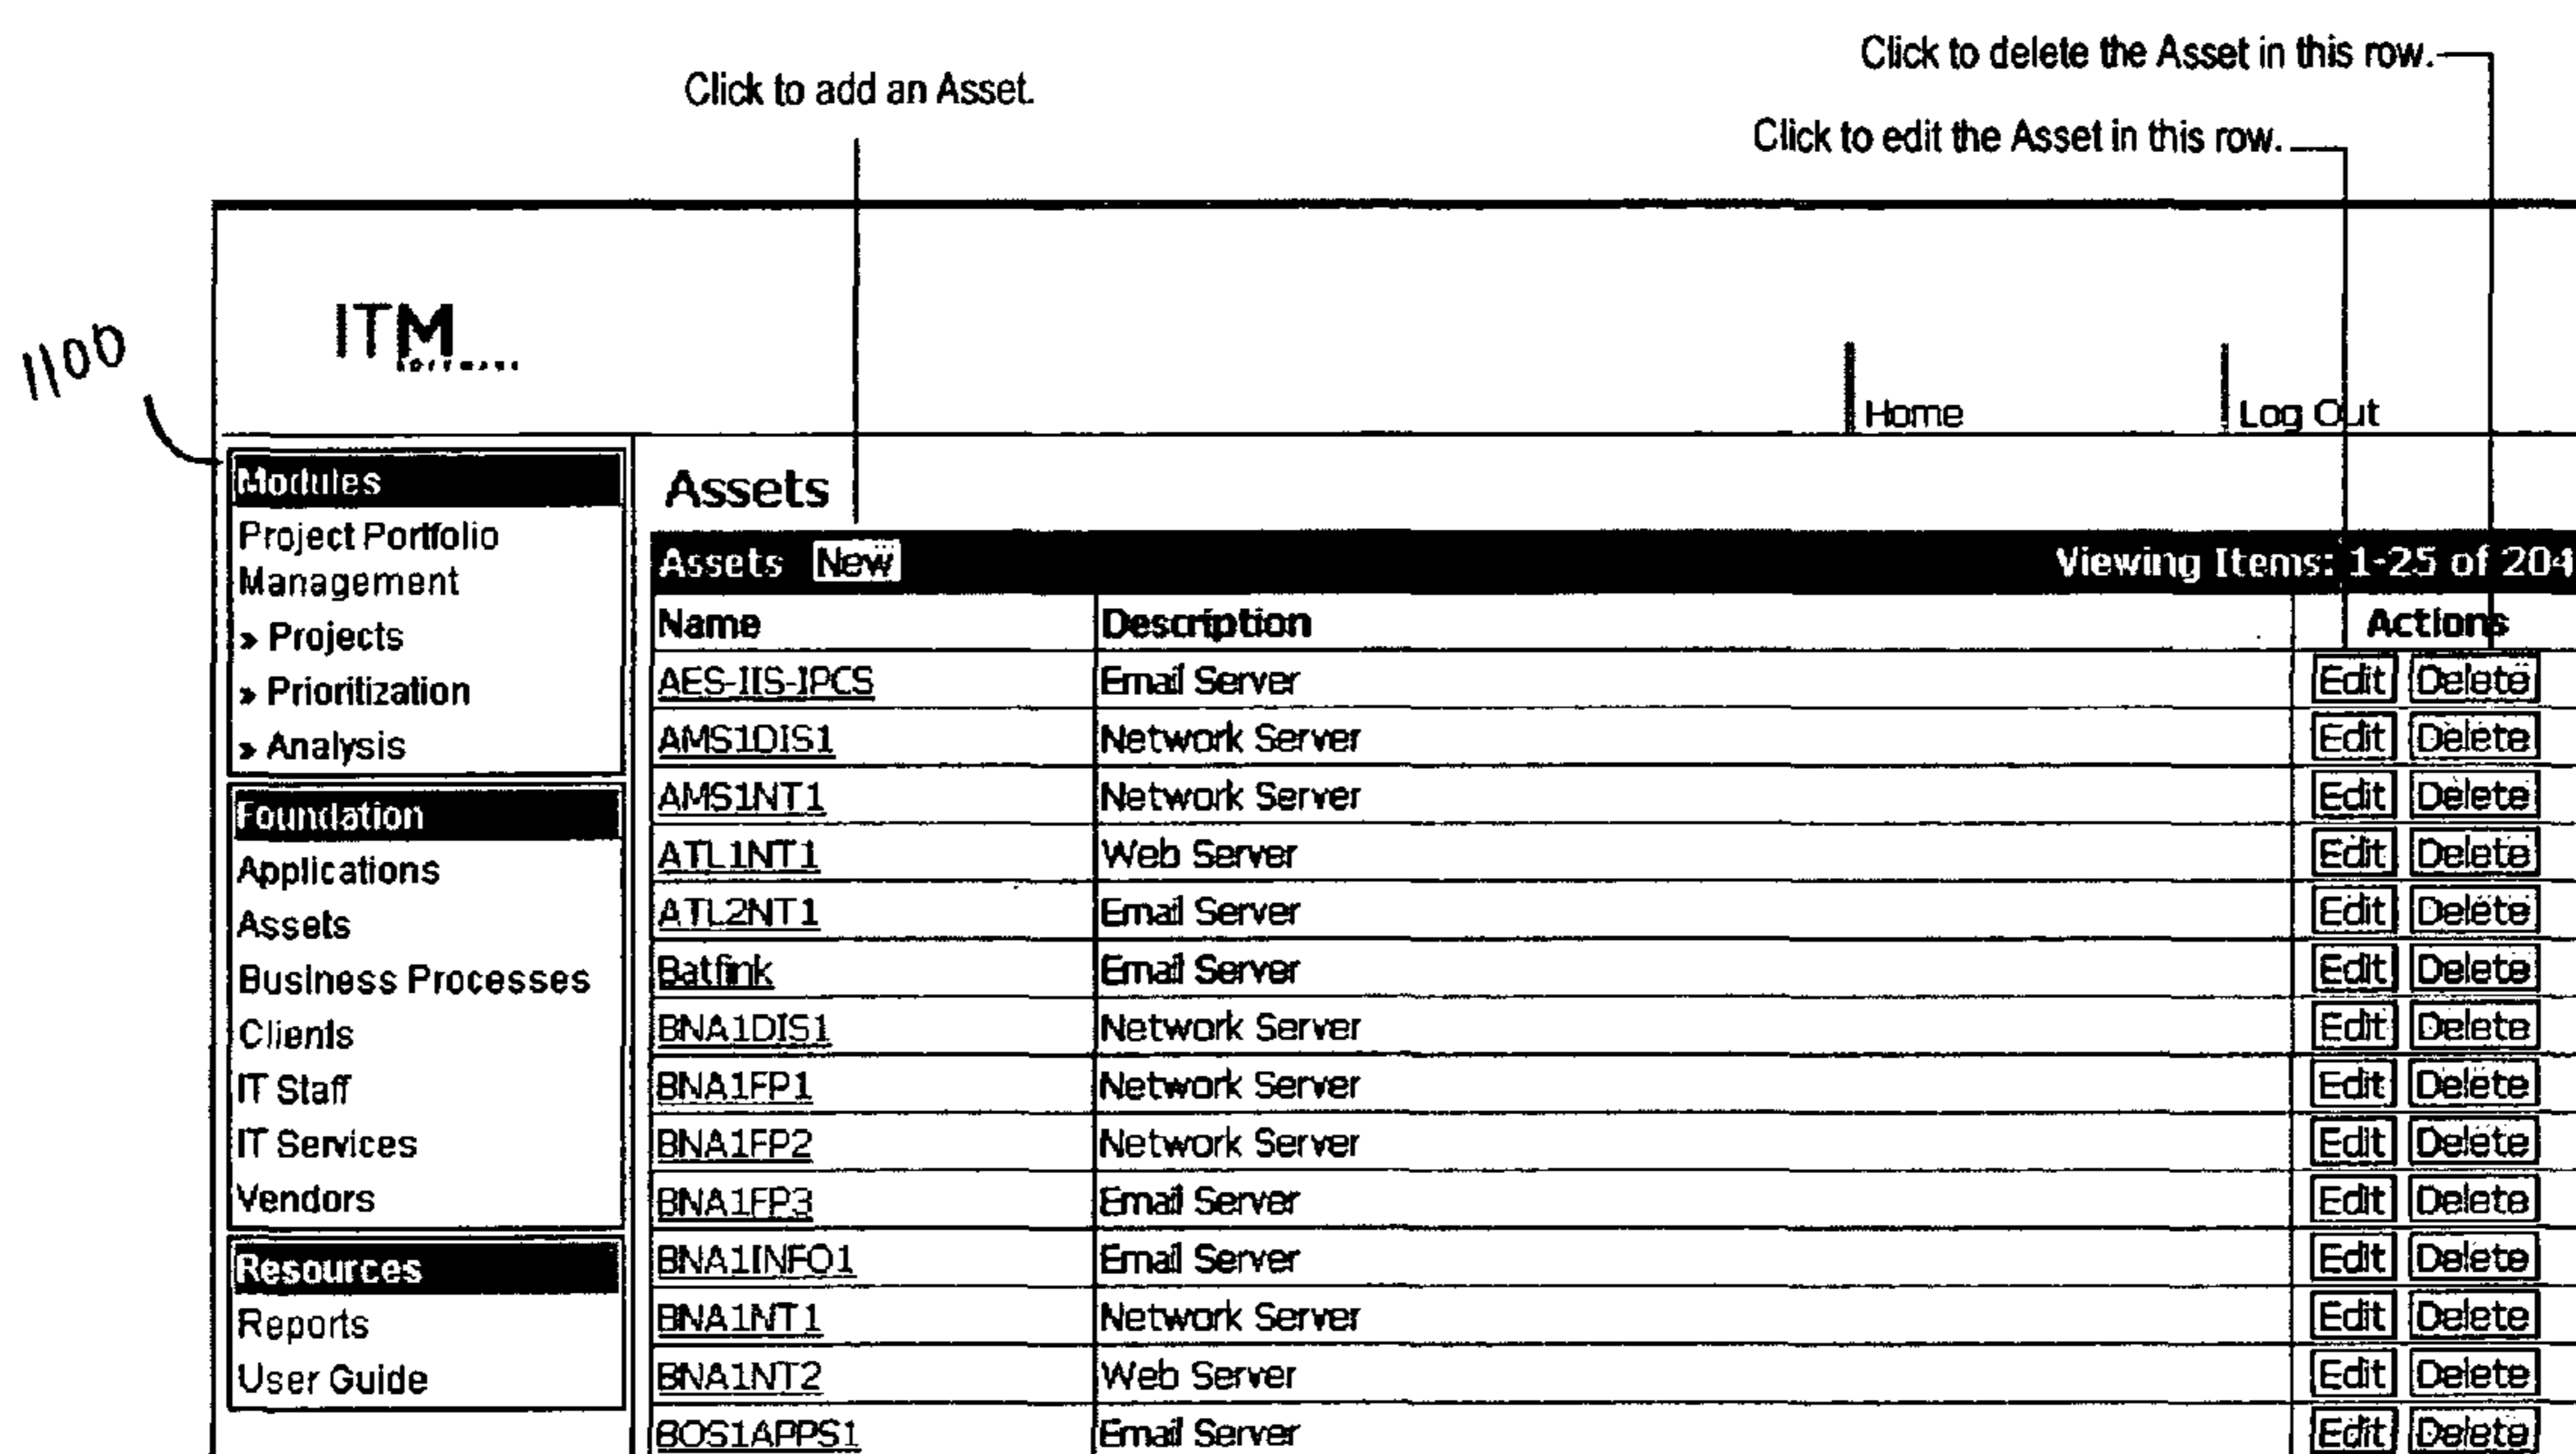 Click to delete the Asset in this row.
Click to add an Asset.
Click to edit the Asset in this row.
1100
ITM
SOFTWARE
Home
Log Out
Modules
Project Portfolio
Management
» Projects
» Prioritization
» Analysis
Foundation
Applications
Assets
Business Processes
Clients
IT Staff
IT Services
Vendors
Resources
Reports
User Guide
Assets
Assets New Viewing Items: 1-25 of 204
Name Description Actions
AES-IIS-IPCS Email Server Edit Delete
AMS1DIS1 Network Server Edit Delete
AMS1NT1 Network Server Edit Delete
ATL1NT1 Web Server Edit Delete
ATL2NT1 Email Server Edit Delete
Batfink Email Server Edit Delete
BNA1DIS1 Network Server Edit Delete
BNA1FP1 Network Server Edit Delete
BNA1FP2 Network Server Edit Delete
BNA1FP3 Email Server Edit Delete
BNA1INFO1 Email Server Edit Delete
BNA1NT1 Network Server Edit Delete
BNA1NT2 Web Server Edit Delete
BOS1APPS1 Email Server Edit Delete